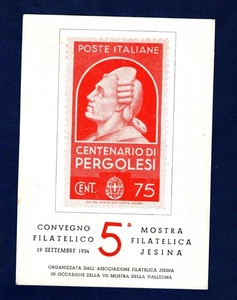 POSTE ITALIANE
CENTENARIO DI
PERGOLESI
CENT. 75
CONVEGNO
FILATELICO
19 SETTEMBRE 1954
5ª
MOSTRA
FILATELICA
JESINA
ORGANIZZATA DALL'ASSOCIAZIONE FILATELICA JESINA
IN OCCASIONE DELLA VII MOSTRA DELLA VALLESINA